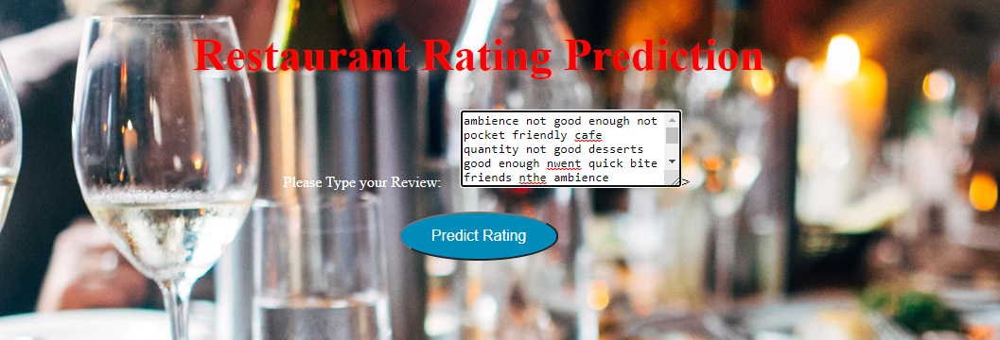 Restaurant Rating Prediction
ambience not good enough not
pocket friendly cafe
quantity not good desserts
good enough nwent quick bite
friends nthe ambience
Please Type your Review:
>
Predict Rating